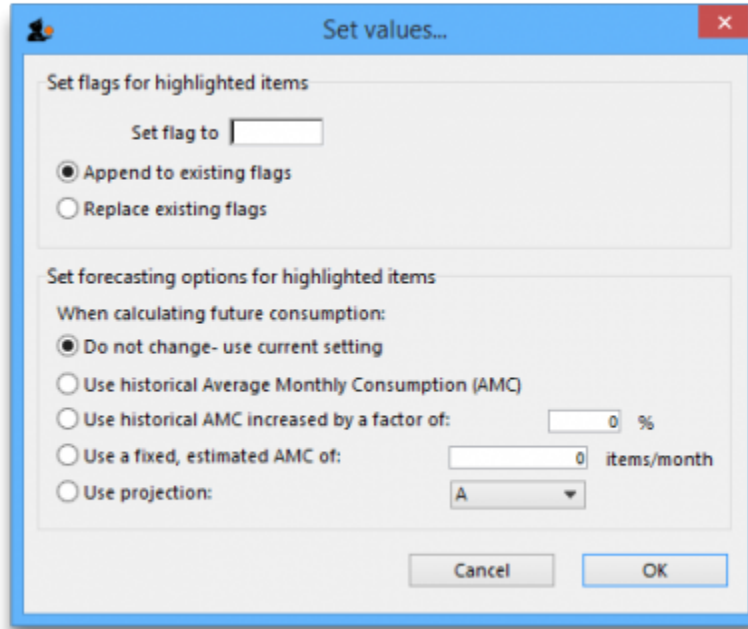 Set values...
Set flags for highlighted items
Set flag to
Append to existing flags
Replace existing flags
Set forecasting options for highlighted items
When calculating future consumption:
Do not change- use current setting
Use historical Average Monthly Consumption (AMC)
Use historical AMC increased by a factor of: 0 %
Use a fixed, estimated AMC of: 0 items/month
Use projection: A
Cancel OK